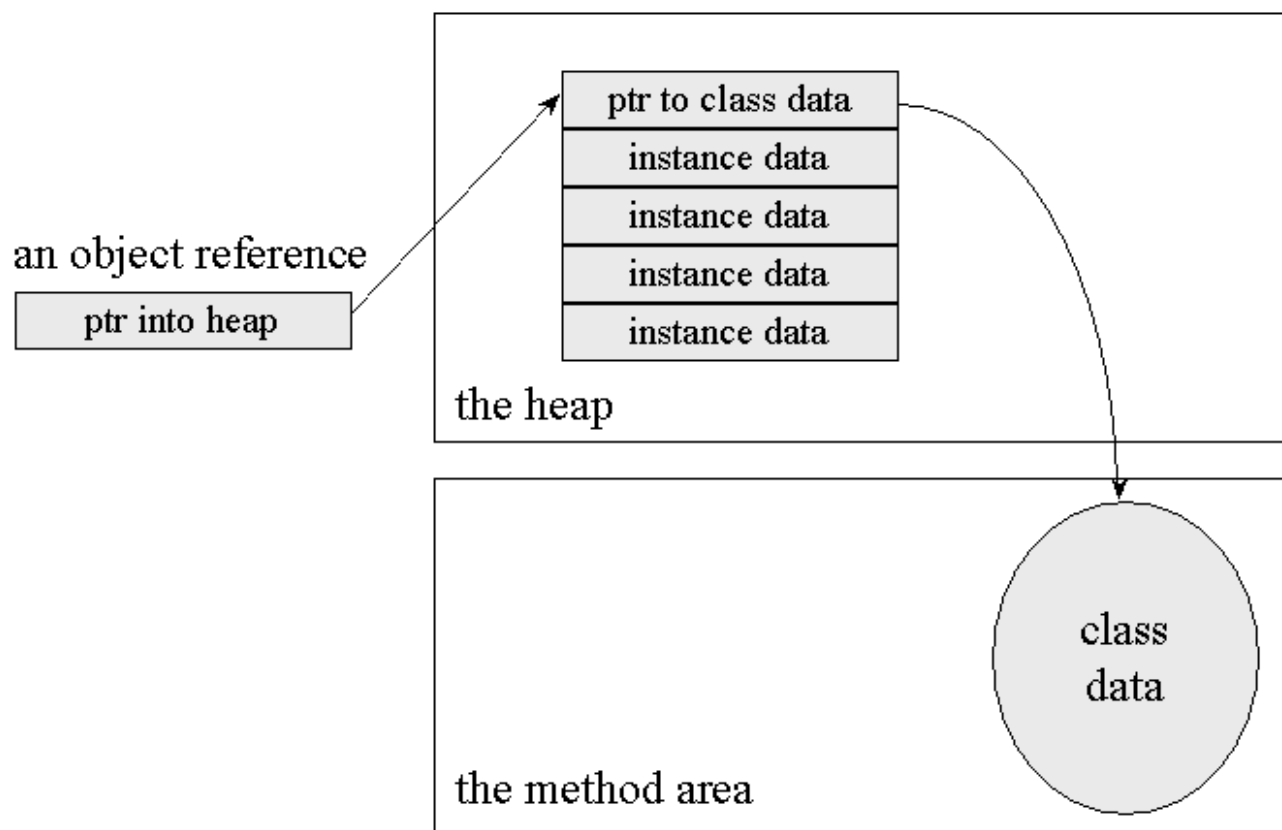 ptr to class data
instance data
instance data
instance data
instance data
an object reference
ptr into heap
the heap
class
data
the method area